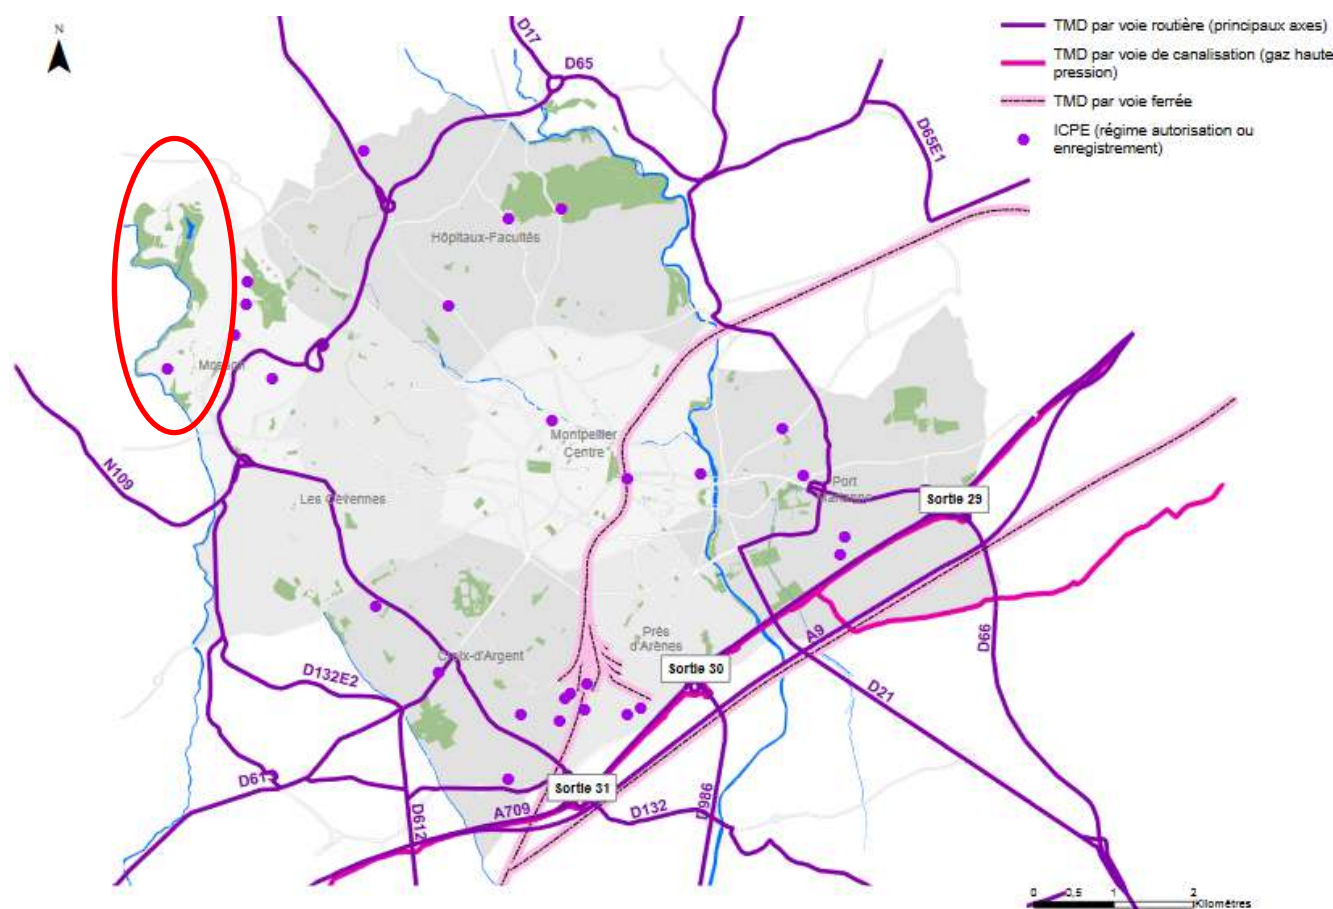 N
TMD par voie routière (principaux axes)
TMD par voie de canalisation (gaz haute
pression)
TMD par voie ferrée
ICPE (régime autorisation ou
enregistrement)
D17
D65
D65E1
Hôpitaux-Facultés
Montpellier
Centre
N109
Les Cévennes
Port
Sortie 29
Prés
d'Arènes
Croix-d'Argent
Sortie 30
A9
D66
D21
D132E2
D613
Sortie 31
A709
D132
D986
D612
0 0,5 1 2
Kilomètres